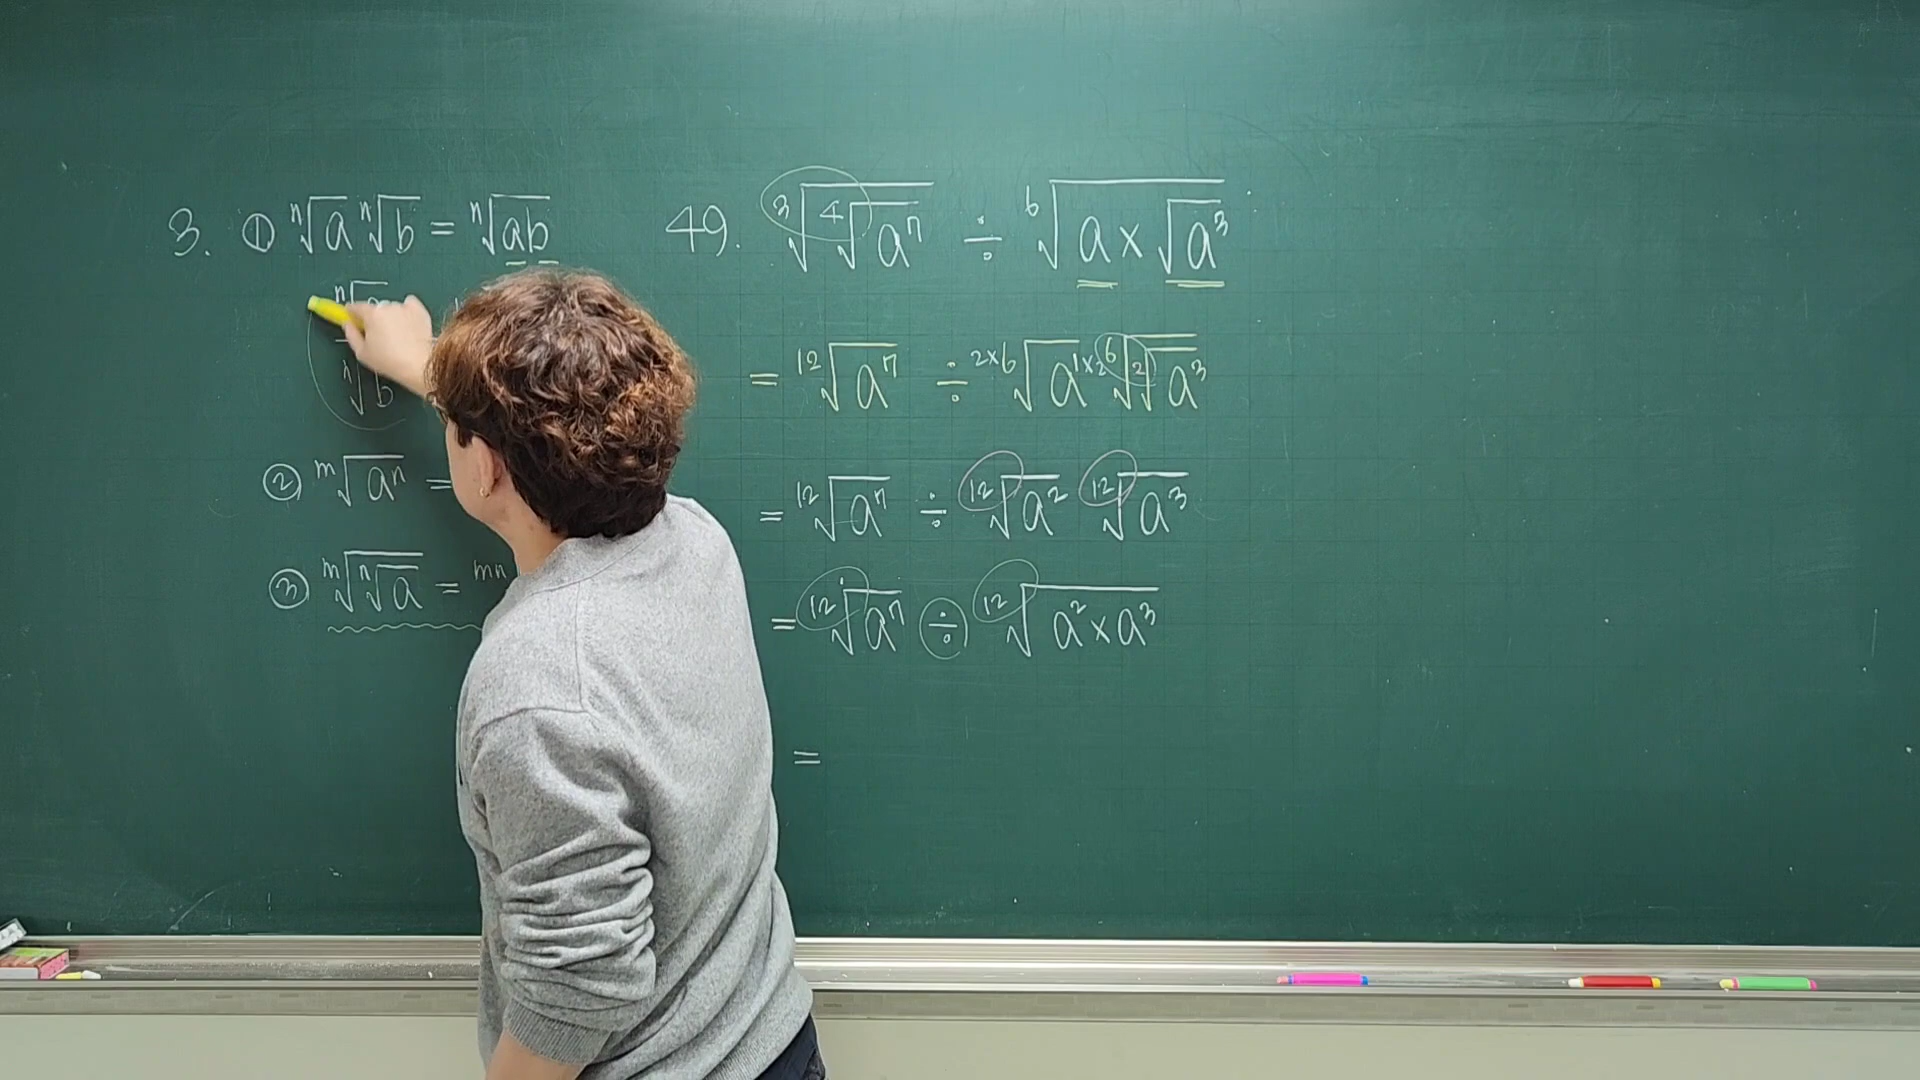 3. ① ⁿ√a ⁿ√b = ⁿ√ab
ⁿ√a
ⁿ√b
② ᵐ√aⁿ =
③ ᵐ√ⁿ√a = mn
49. ³√⁴√a⁷ ÷ ⁶√a × √a³
= ¹²√a⁷ ÷ ²ˣ⁶√a¹ˣ² ⁶√²√a³
= ¹²√a⁷ ÷ ¹²√a² ¹²√a³
= ¹²√a⁷ ÷ ¹²√a² × a³
=